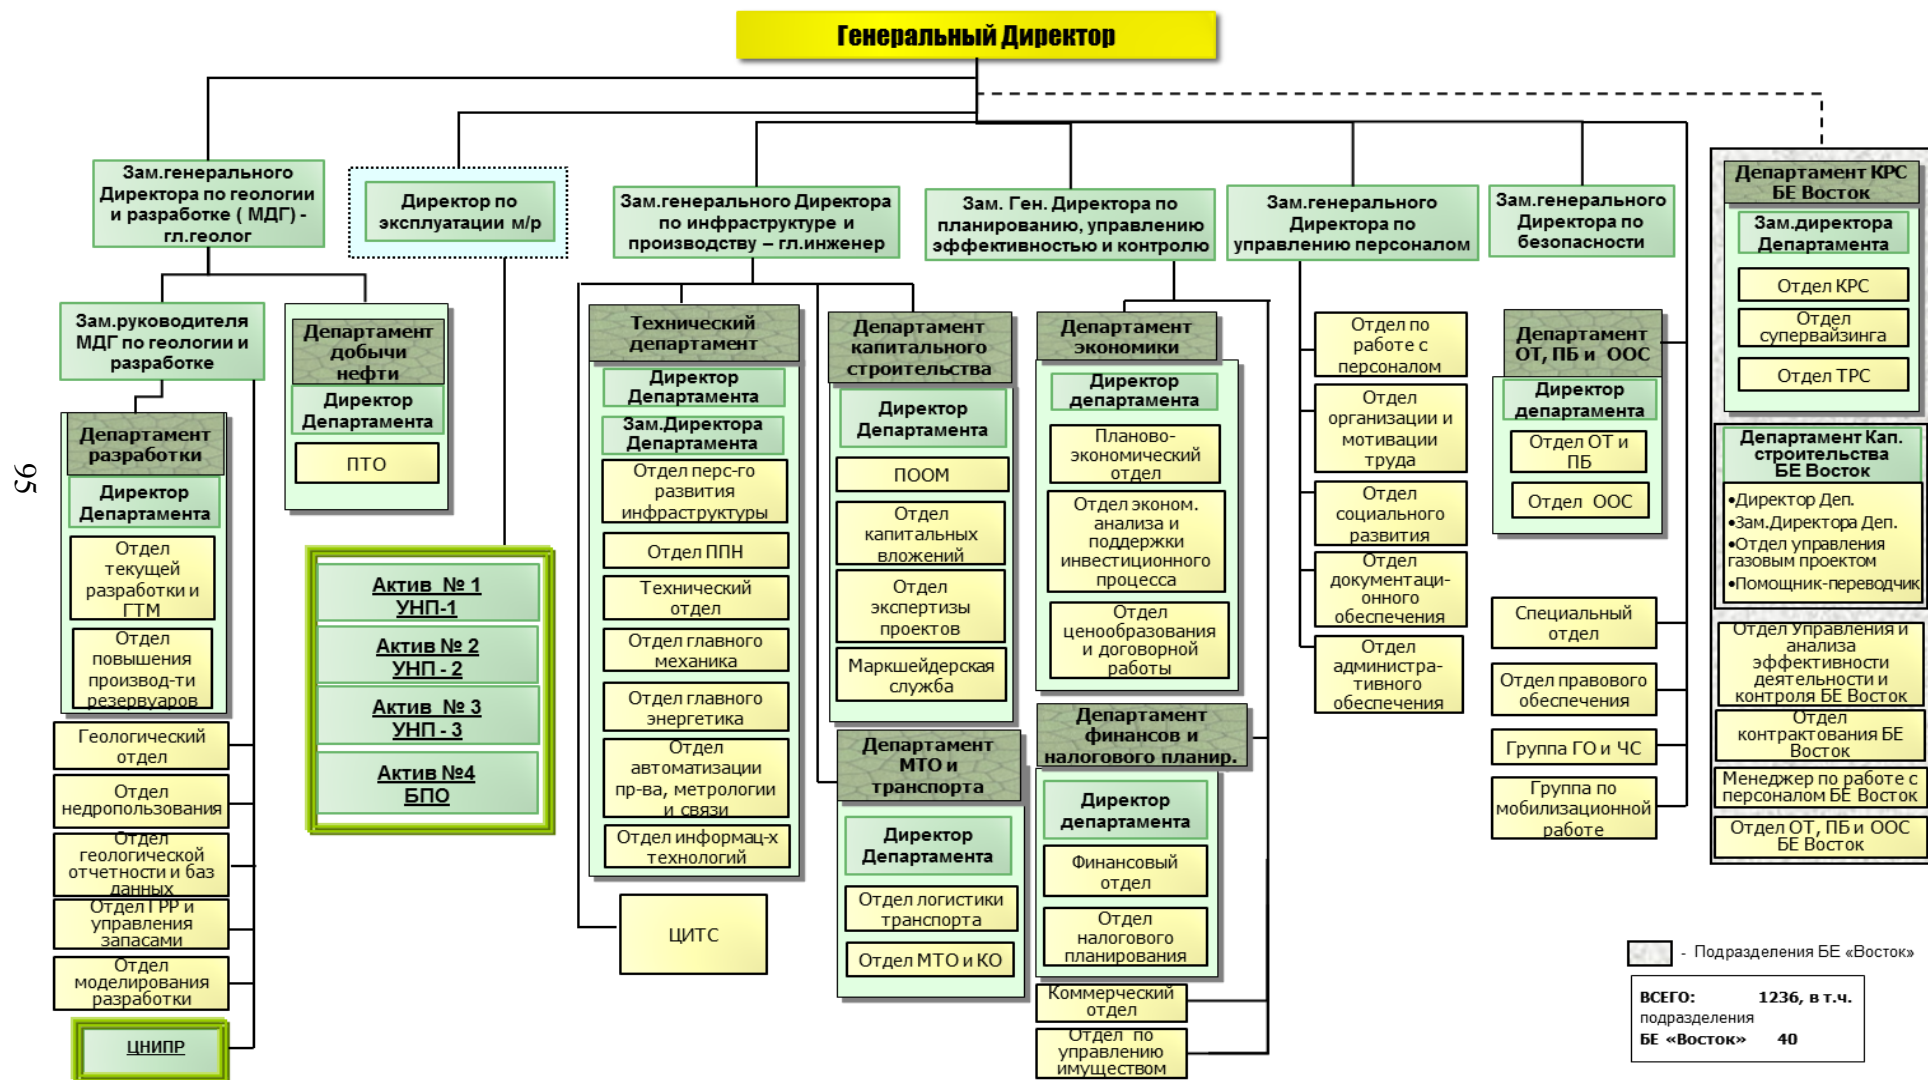 Генеральный Директор
Зам.генерального
Директора по геологии
и разработке ( МДГ) -
гл.геолог
Директор по
эксплуатации м/р
Зам.генерального Директора
по инфраструктуре и
производству – гл.инженер
Зам. Ген. Директора по
планированию, управлению
эффективностью и контролю
Зам.генерального
Директора по
управлению персоналом
Зам.генерального
Директора по
безопасности
Департамент КРС
БЕ Восток
Зам.директора
Департамента
Отдел КРС
Отдел
супервайзинга
Отдел ТРС
Зам.руководителя
МДГ по геологии и
разработке
Департамент
добычи
нефти
Директор
Департамента
ПТО
Департамент
разработки
Директор
Департамента
Отдел
текущей
разработки и
ГТМ
Отдел
повышения
производ-ти
резервуаров
Геологический
отдел
Отдел
недропользования
Отдел
геологической
отчетности и баз
данных
Отдел ГРР и
управления
запасами
Отдел
моделирования
разработки
ЦНИПР
95
Актив № 1
УНП-1
Актив № 2
УНП - 2
Актив № 3
УНП - 3
Актив №4
БПО
Технический
департамент
Директор
Департамента
Зам.Директора
Департамента
Отдел перс-го
развития
инфраструктуры
Отдел ППН
Технический
отдел
Отдел главного
механика
Отдел главного
энергетика
Отдел
автоматизации
пр-ва, метрологии
и связи
Отдел информац-х
технологий
ЦИТС
Департамент
капитального
строительства
Директор
Департамента
ПООМ
Отдел
капитальных
вложений
Отдел
экспертизы
проектов
Маркшейдерская
служба
Департамент
МТО и
транспорта
Директор
Департамента
Отдел логистики
транспорта
Отдел МТО и КО
Департамент
экономики
Директор
департамента
Планово-
экономический
отдел
Отдел эконом.
анализа и
поддержки
инвестиционного
процесса
Отдел
ценообразования
и договорной
работы
Департамент
финансов и
налогового планир.
Директор
департамента
Финансовый
отдел
Отдел
налогового
планирования
Коммерческий
отдел
Отдел по
управлению
имуществом
Отдел по
работе с
персоналом
Отдел
организации и
мотивации
труда
Отдел
социального
развития
Отдел
документаци-
онного
обеспечения
Отдел
администра-
тивного
обеспечения
Департамент
ОТ, ПБ и ООС
Директор
департамента
Отдел ОТ и
ПБ
Отдел ООС
Специальный
отдел
Отдел правового
обеспечения
Группа ГО и ЧС
Группа по
мобилизационной
работе
Департамент Кап.
строительства
БЕ Восток
•Директор Деп.
•Зам.Директора Деп.
•Отдел управления
газовым проектом
•Помощник-переводчик
Отдел Управления и
анализа
эффективности
деятельности и
контроля БЕ Восток
Отдел
контрактования БЕ
Восток
Менеджер по работе с
персоналом БЕ Восток
Отдел ОТ, ПБ и ООС
БЕ Восток
- Подразделения БЕ «Восток»
ВСЕГО: 1236, в т.ч.
подразделения
БЕ «Восток» 40